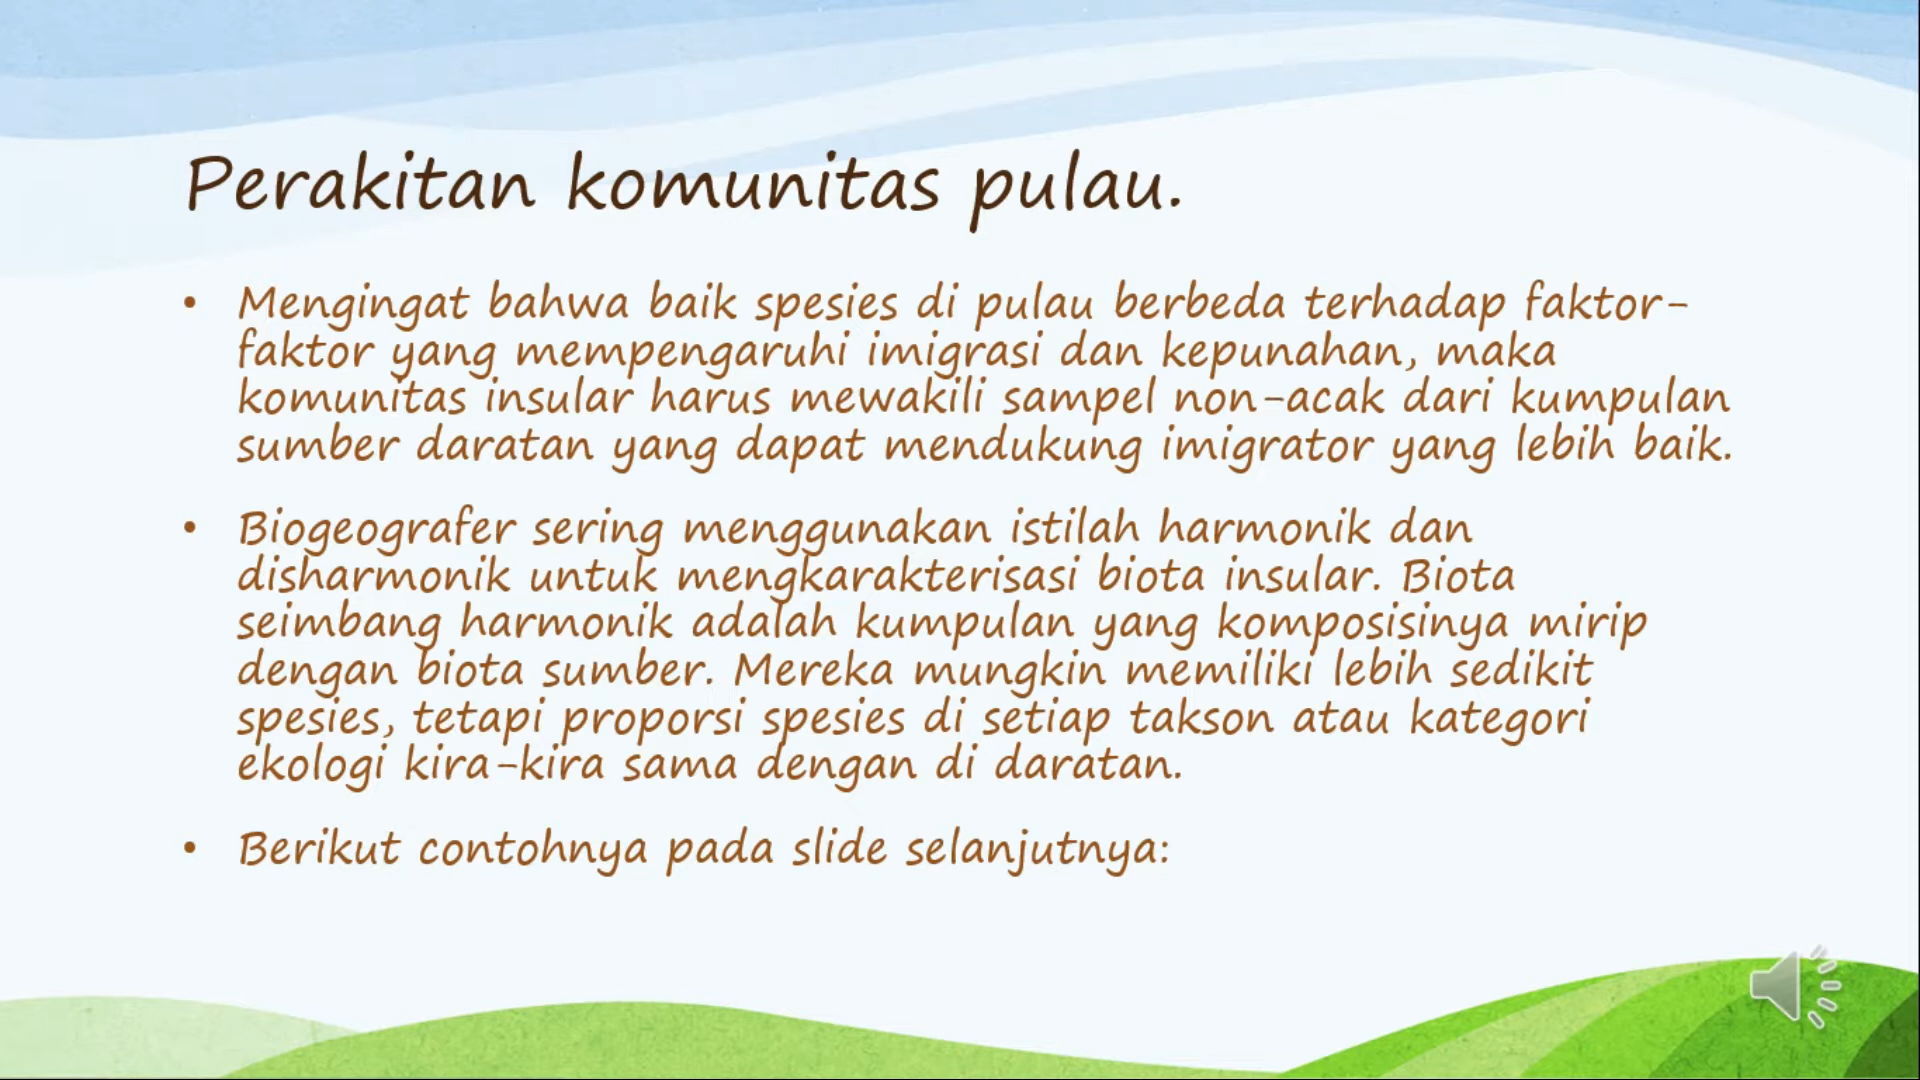 Perakitan komunitas pulau.
• Mengingat bahwa baik spesies di pulau berbeda terhadap faktor-
faktor yang mempengaruhi imigrasi dan kepunahan, maka
komunitas insular harus mewakili sampel non-acak dari kumpulan
sumber daratan yang dapat mendukung imigrator yang lebih baik.
• Biogeografer sering menggunakan istilah harmonik dan
disharmonik untuk mengkarakterisasi biota insular. Biota
seimbang harmonik adalah kumpulan yang komposisinya mirip
dengan biota sumber. Mereka mungkin memiliki lebih sedikit
spesies, tetapi proporsi spesies di setiap takson atau kategori
ekologi kira-kira sama dengan di daratan.
• Berikut contohnya pada slide selanjutnya: